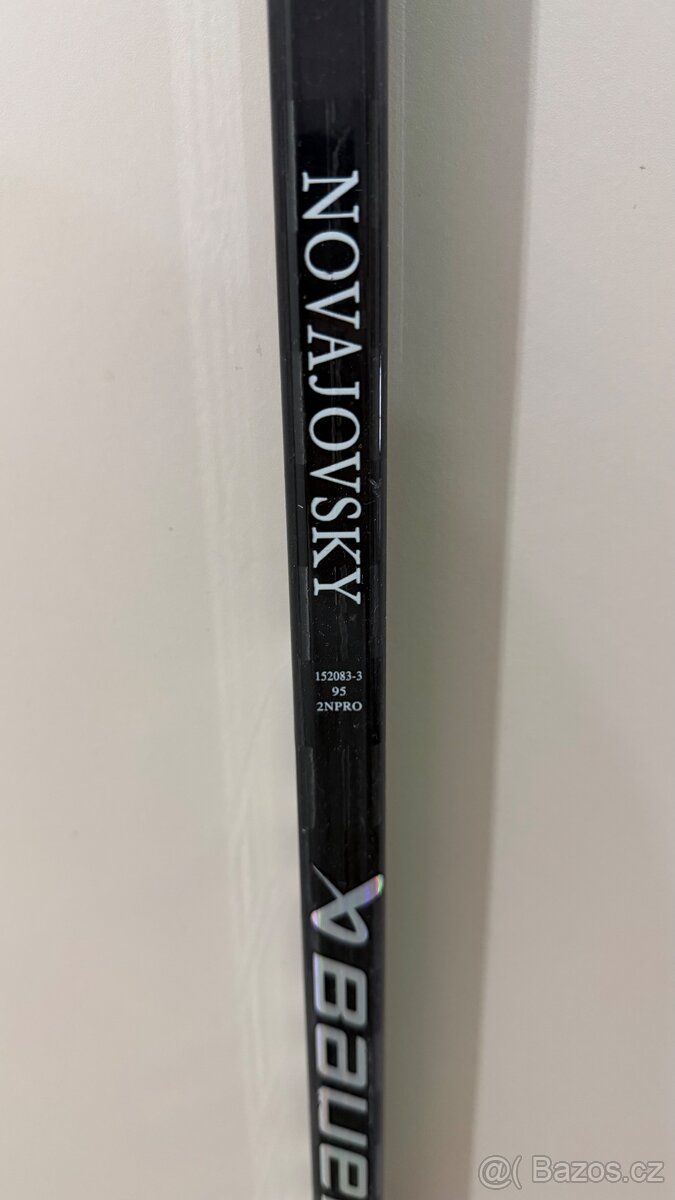 NOVAJOVSKY
152083-3
95
2NPRO
BAUER
@( Bazos.cz